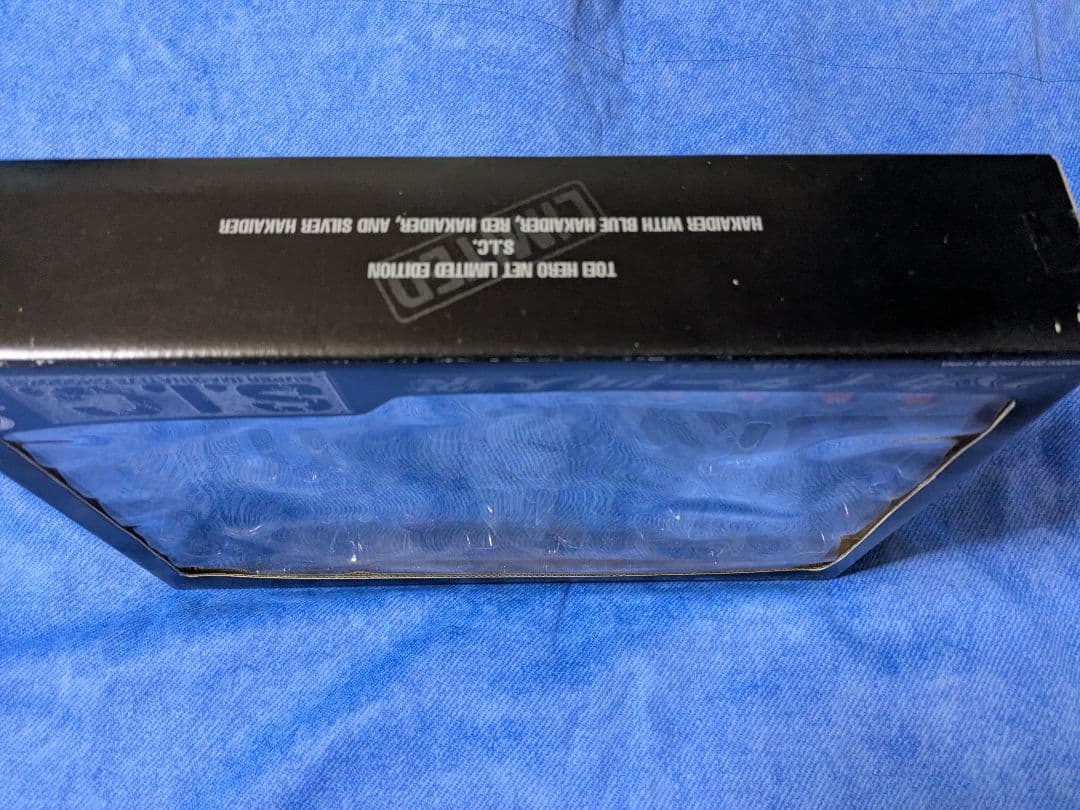 TOEI HERO NET LIMITED EDITION
S.I.C.
HAKAIDER WITH BLUE HAKAIDER, RED HAKAIDER, AND SILVER HAKAIDER
LIMITED
S.I.C.